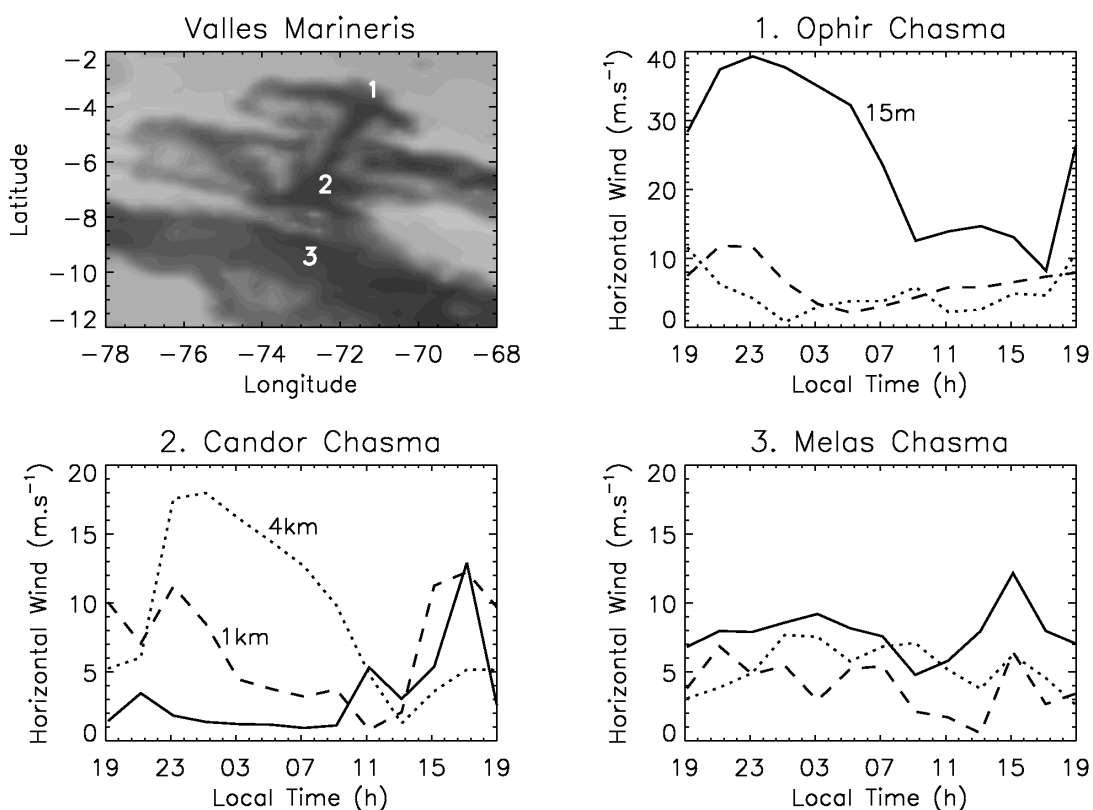 Valles Marineris
−2
−4
−6
−8
−10
−12
Latitude
1
2
3
−78 −76 −74 −72 −70 −68
Longitude
1. Ophir Chasma
40
30
20
10
0
Horizontal Wind (m.s⁻¹)
15m
19 23 03 07 11 15 19
Local Time (h)
2. Candor Chasma
20
15
10
5
0
Horizontal Wind (m.s⁻¹)
4km
1km
19 23 03 07 11 15 19
Local Time (h)
3. Melas Chasma
20
15
10
5
0
Horizontal Wind (m.s⁻¹)
19 23 03 07 11 15 19
Local Time (h)